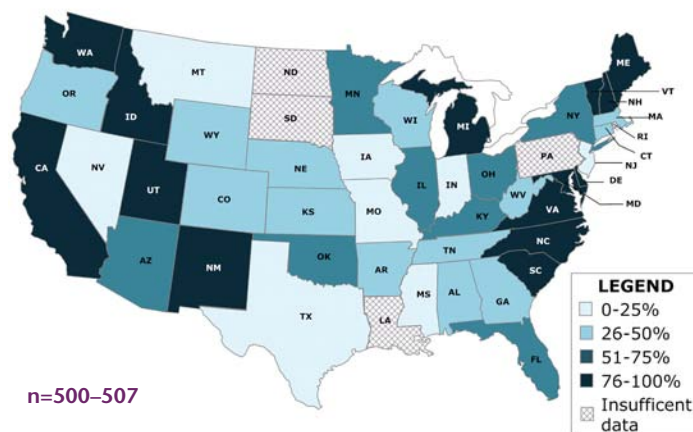 WA
ME
MT
ND
VT
MN
OR
NH
ID
SD
WI
NY
MA
WY
MI
RI
IA
PA
CT
NE
NJ
NV
OH
IL
IN
DE
UT
CA
CO
WV
VA
MD
KS
MO
KY
NC
TN
AZ
OK
NM
AR
SC
MS
AL
GA
TX
LA
FL
LEGEND
0-25%
26-50%
51-75%
76-100%
Insufficent
data
n=500–507